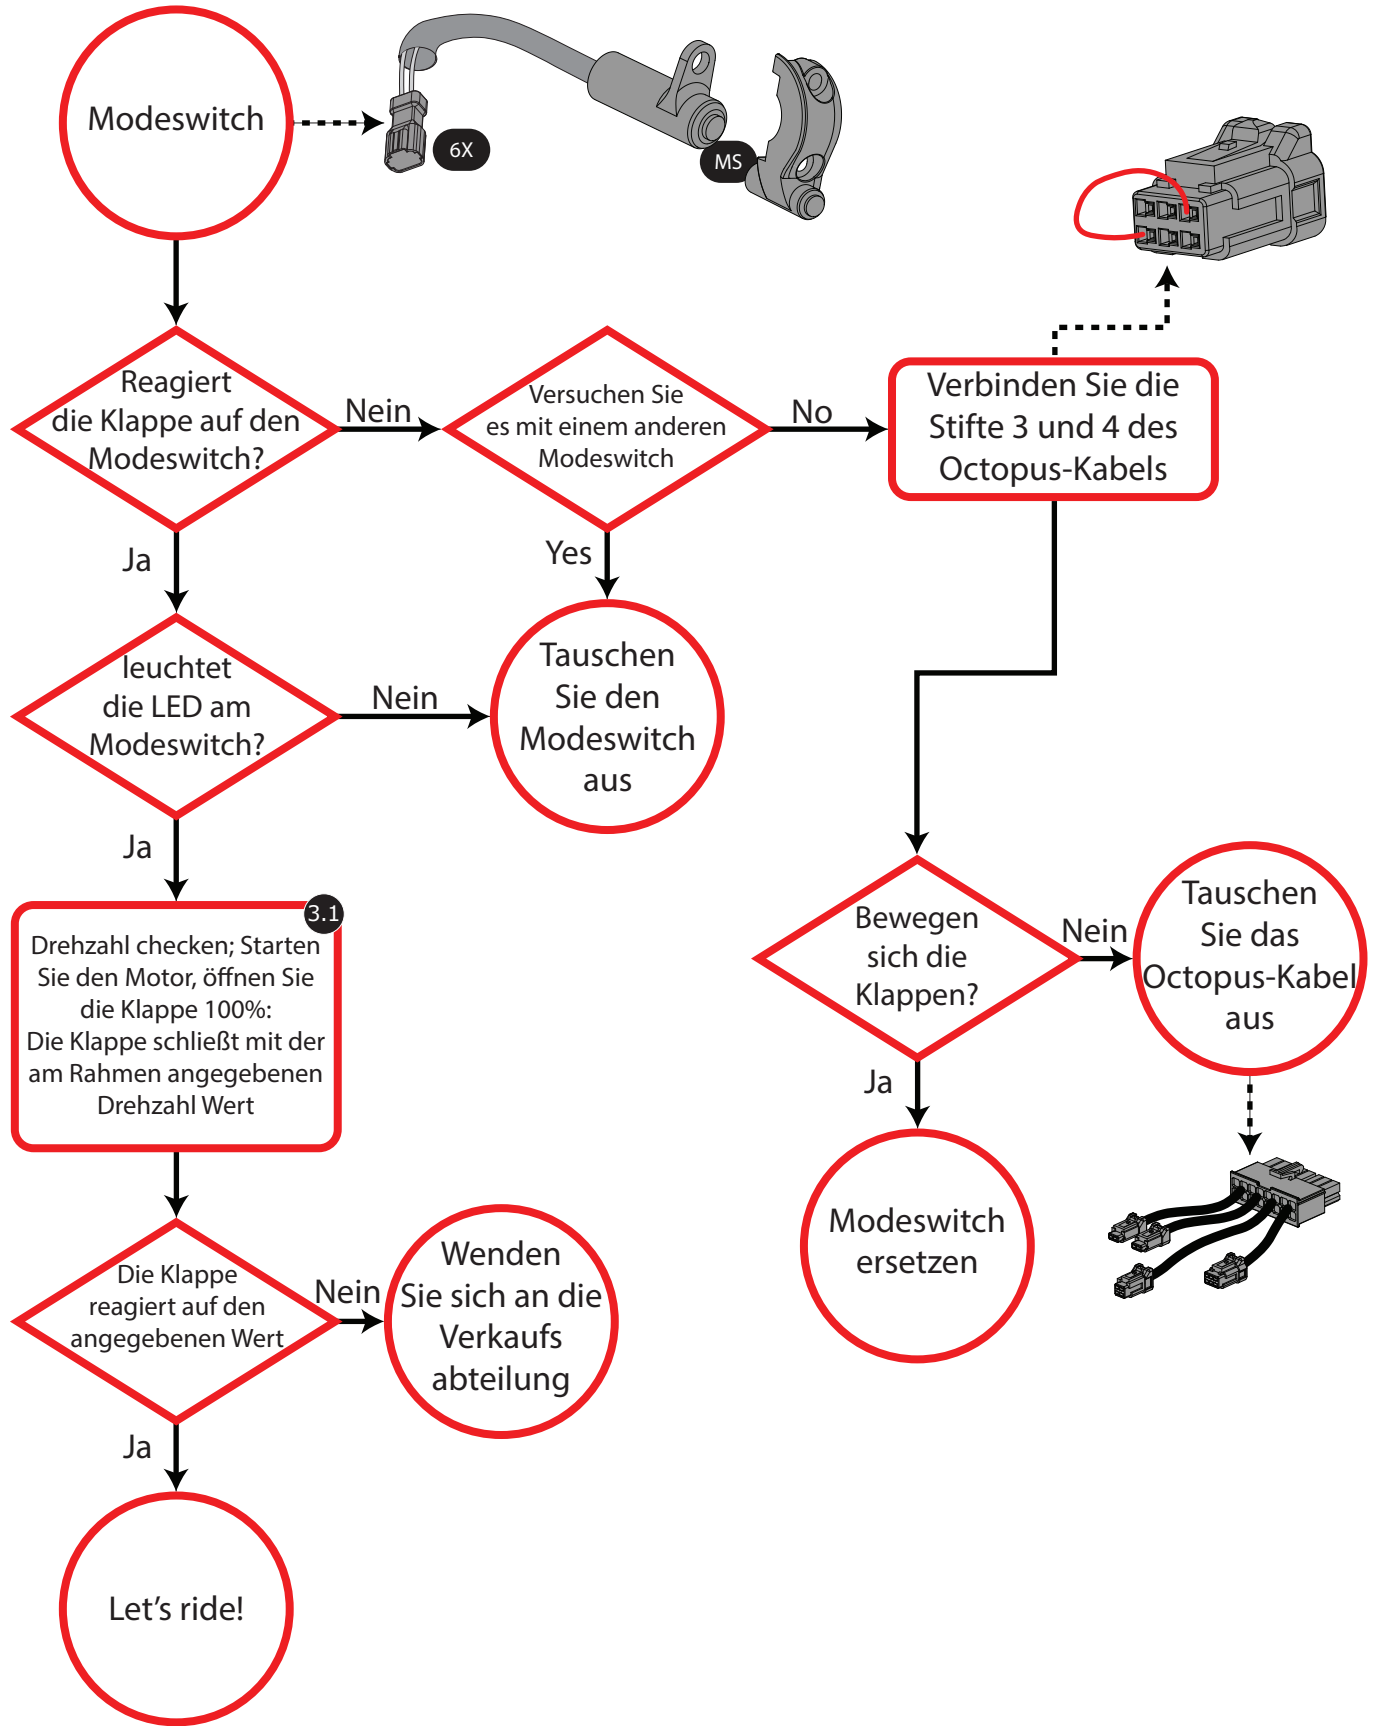 Modeswitch
6X
MS
Reagiert
die Klappe auf den
Modeswitch?
Nein
Versuchen Sie
es mit einem anderen
Modeswitch
No
Verbinden Sie die
Stifte 3 und 4 des
Octopus-Kabels
Ja
Yes
leuchtet
die LED am
Modeswitch?
Nein
Tauschen
Sie den
Modeswitch
aus
Ja
3.1
Drehzahl checken; Starten
Sie den Motor, öffnen Sie
die Klappe 100%:
Die Klappe schließt mit der
am Rahmen angegebenen
Drehzahl Wert
Bewegen
sich die
Klappen?
Nein
Tauschen
Sie das
Octopus-Kabel
aus
Ja
Modeswitch
ersetzen
Die Klappe
reagiert auf den
angegebenen Wert
Nein
Wenden
Sie sich an die
Verkaufs
abteilung
Ja
Let's ride!